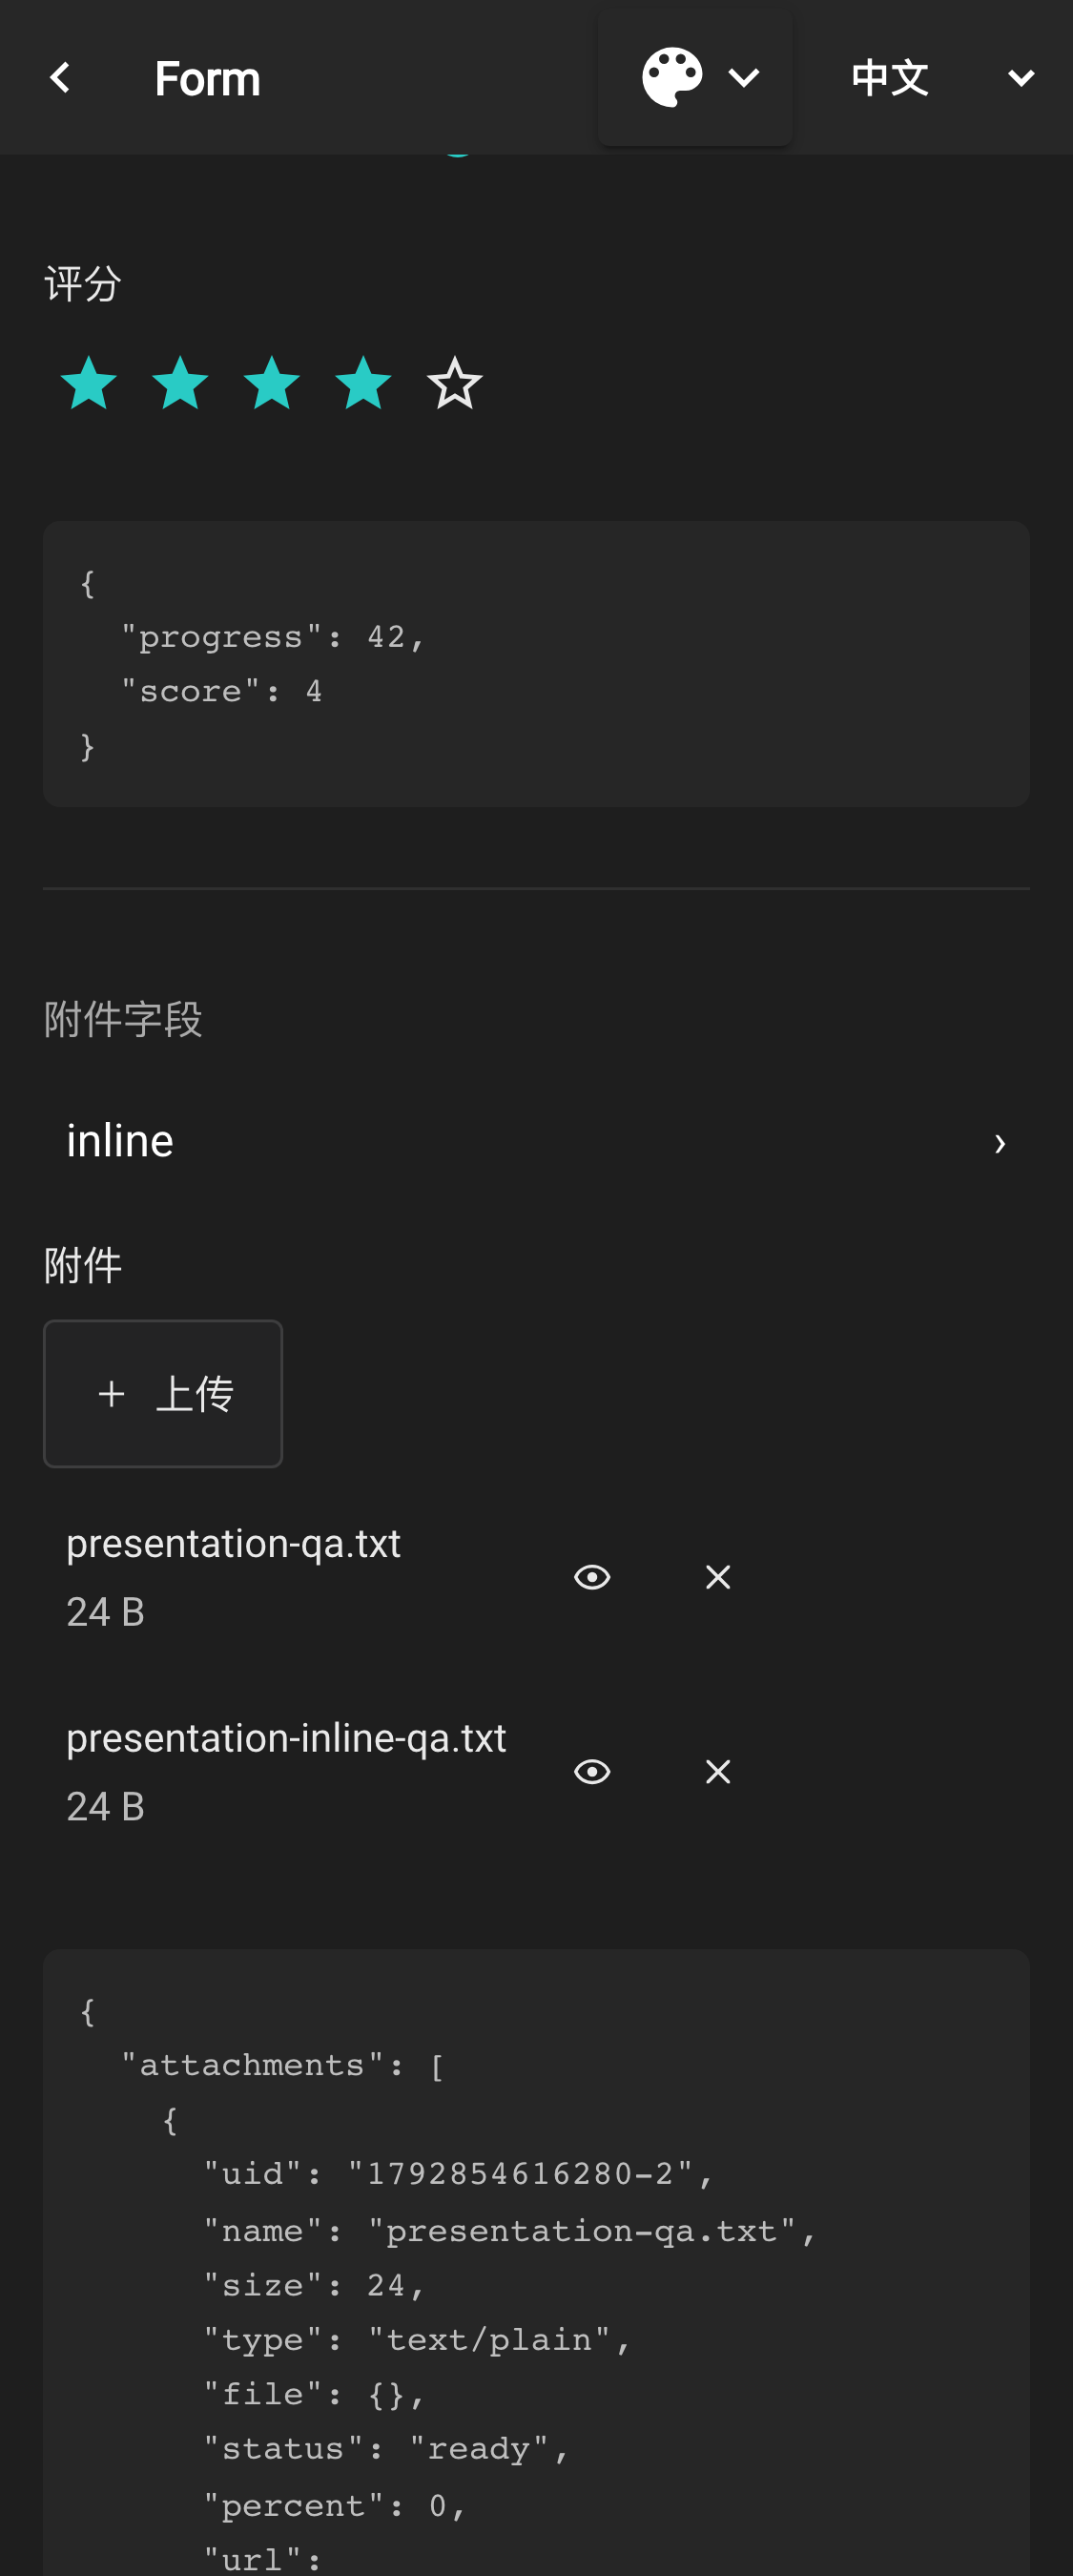 Form
中文
评分
{
  "progress": 42,
  "score": 4
}
附件字段
inline
附件
+ 上传
presentation-qa.txt
24 B
presentation-inline-qa.txt
24 B
{
  "attachments": [
    {
      "uid": "1792854616280-2",
      "name": "presentation-qa.txt",
      "size": 24,
      "type": "text/plain",
      "file": {},
      "status": "ready",
      "percent": 0,
      "url":